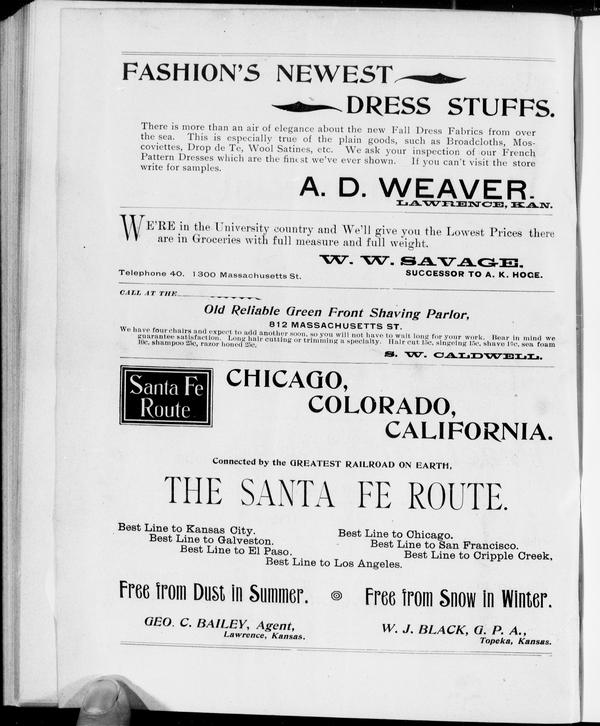 FASHION'S NEWEST
DRESS STUFFS.
There is more than an air of elegance about the new Fall Dress Fabrics from over
the sea. This is especially true of the plain goods, such as Broadcloths, Mos-
coviettes, Drop de Te, Wool Satines, etc. We ask your inspection of our French
Pattern Dresses which are the finest we've ever shown. If you can't visit the store
write for samples.
A. D. WEAVER.
LAWRENCE, KAN.
WE'RE in the University country and We'll give you the Lowest Prices there
are in Groceries with full measure and full weight.
W. W. SAVAGE.
Telephone 40. 1300 Massachusetts St. SUCCESSOR TO A. K. HOGE.
CALL AT THE
Old Reliable Green Front Shaving Parlor,
812 MASSACHUSETTS ST.
We have four chairs and expect to add another soon, so you will not have to wait long for your work. Bear in mind we
guarantee satisfaction. Long hair cutting or trimming a specialty. Hair cut 15c, singeing 15c, shave 10c, sea foam
10c, shampoo 25c, razor honed 25c.
S. W. CALDWELL.
Santa Fe
Route
CHICAGO,
COLORADO,
CALIFORNIA.
Connected by the GREATEST RAILROAD ON EARTH,
THE SANTA FE ROUTE.
Best Line to Kansas City. Best Line to Chicago.
Best Line to Galveston. Best Line to San Francisco.
Best Line to El Paso. Best Line to Cripple Creek,
Best Line to Los Angeles.
Free from Dust in Summer. Free from Snow in Winter.
GEO. C. BAILEY, Agent, W. J. BLACK, G. P. A.,
Lawrence, Kansas. Topeka, Kansas.